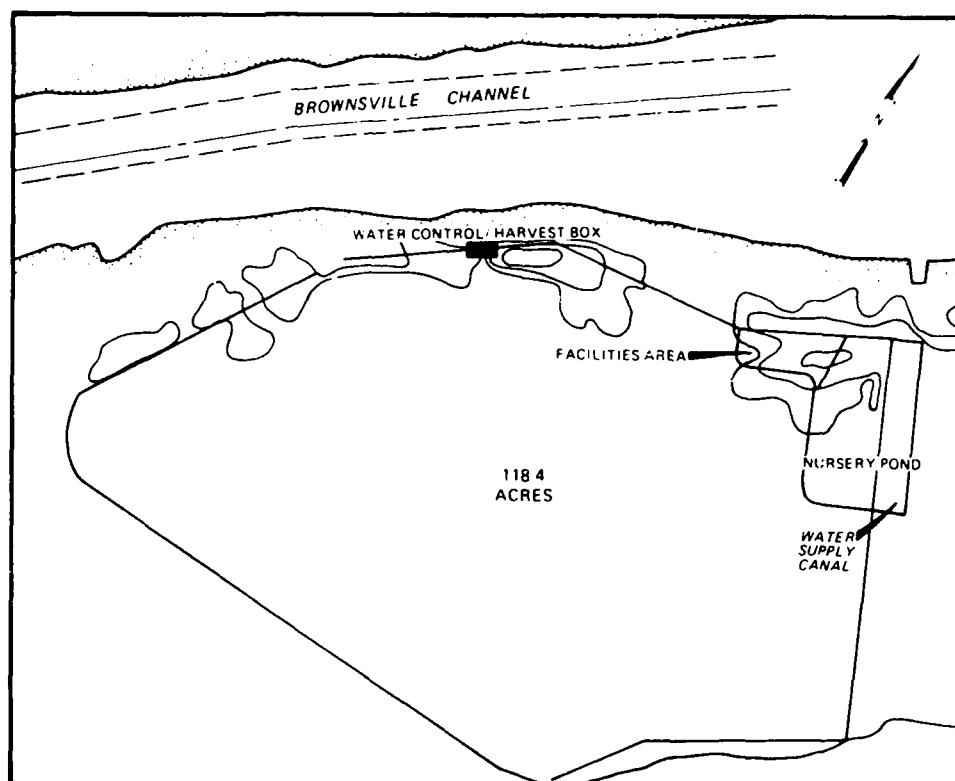 BROWNSVILLE CHANNEL
N
WATER CONTROL/HARVEST BOX
FACILITIES AREA
NURSERY POND
118 4
ACRES
WATER
SUPPLY
CANAL